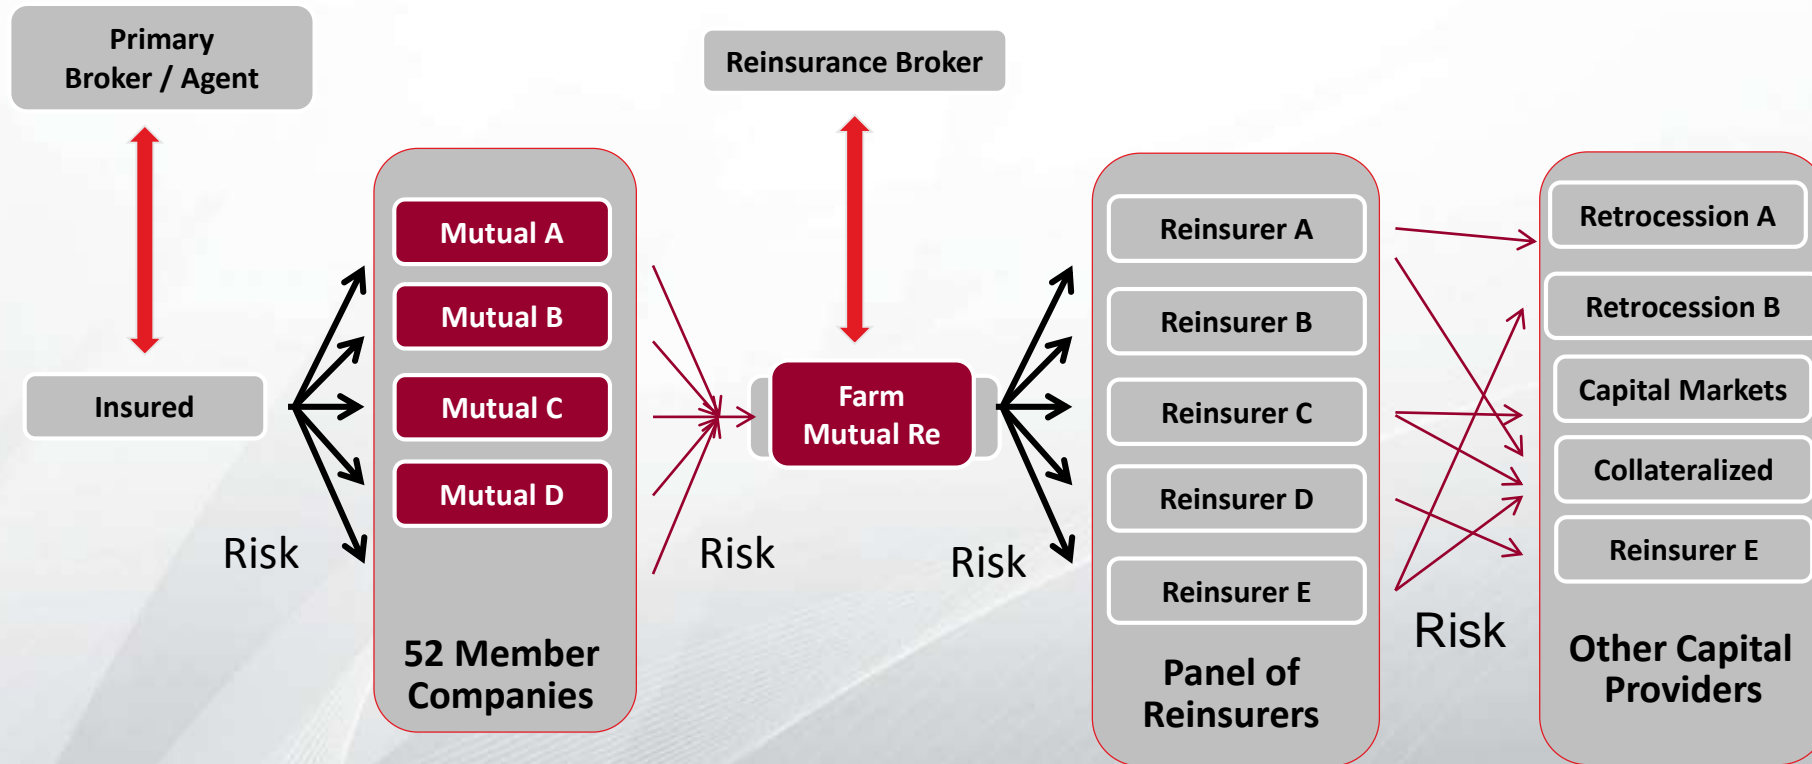 Primary
Broker / Agent
Insured
Risk
Mutual A
Mutual B
Mutual C
Mutual D
52 Member
Companies
Risk
Reinsurance Broker
Farm
Mutual Re
Risk
Reinsurer A
Reinsurer B
Reinsurer C
Reinsurer D
Reinsurer E
Panel of
Reinsurers
Risk
Retrocession A
Retrocession B
Capital Markets
Collateralized
Reinsurer E
Other Capital
Providers